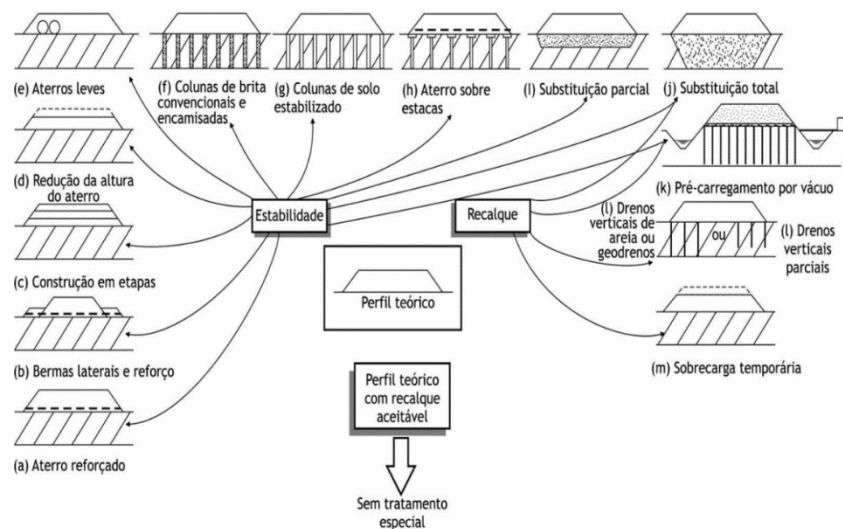 (e) Aterros leves
(f) Colunas de brita
convencionais e
encamisadas
(g) Colunas de solo
estabilizado
(h) Aterro sobre
estacas
(I) Substituição parcial
(j) Substituição total
(d) Redução da altura
do aterro
(k) Pré-carregamento por vácuo
Estabilidade
Recalque
(l) Drenos
verticais de
areia ou
geodrenos
ou
(l) Drenos
verticais
parciais
(c) Construção em etapas
Perfil teórico
(b) Bermas laterais e reforço
(m) Sobrecarga temporária
Perfil teórico
com recalque
aceitável
(a) Aterro reforçado
Sem tratamento
especial